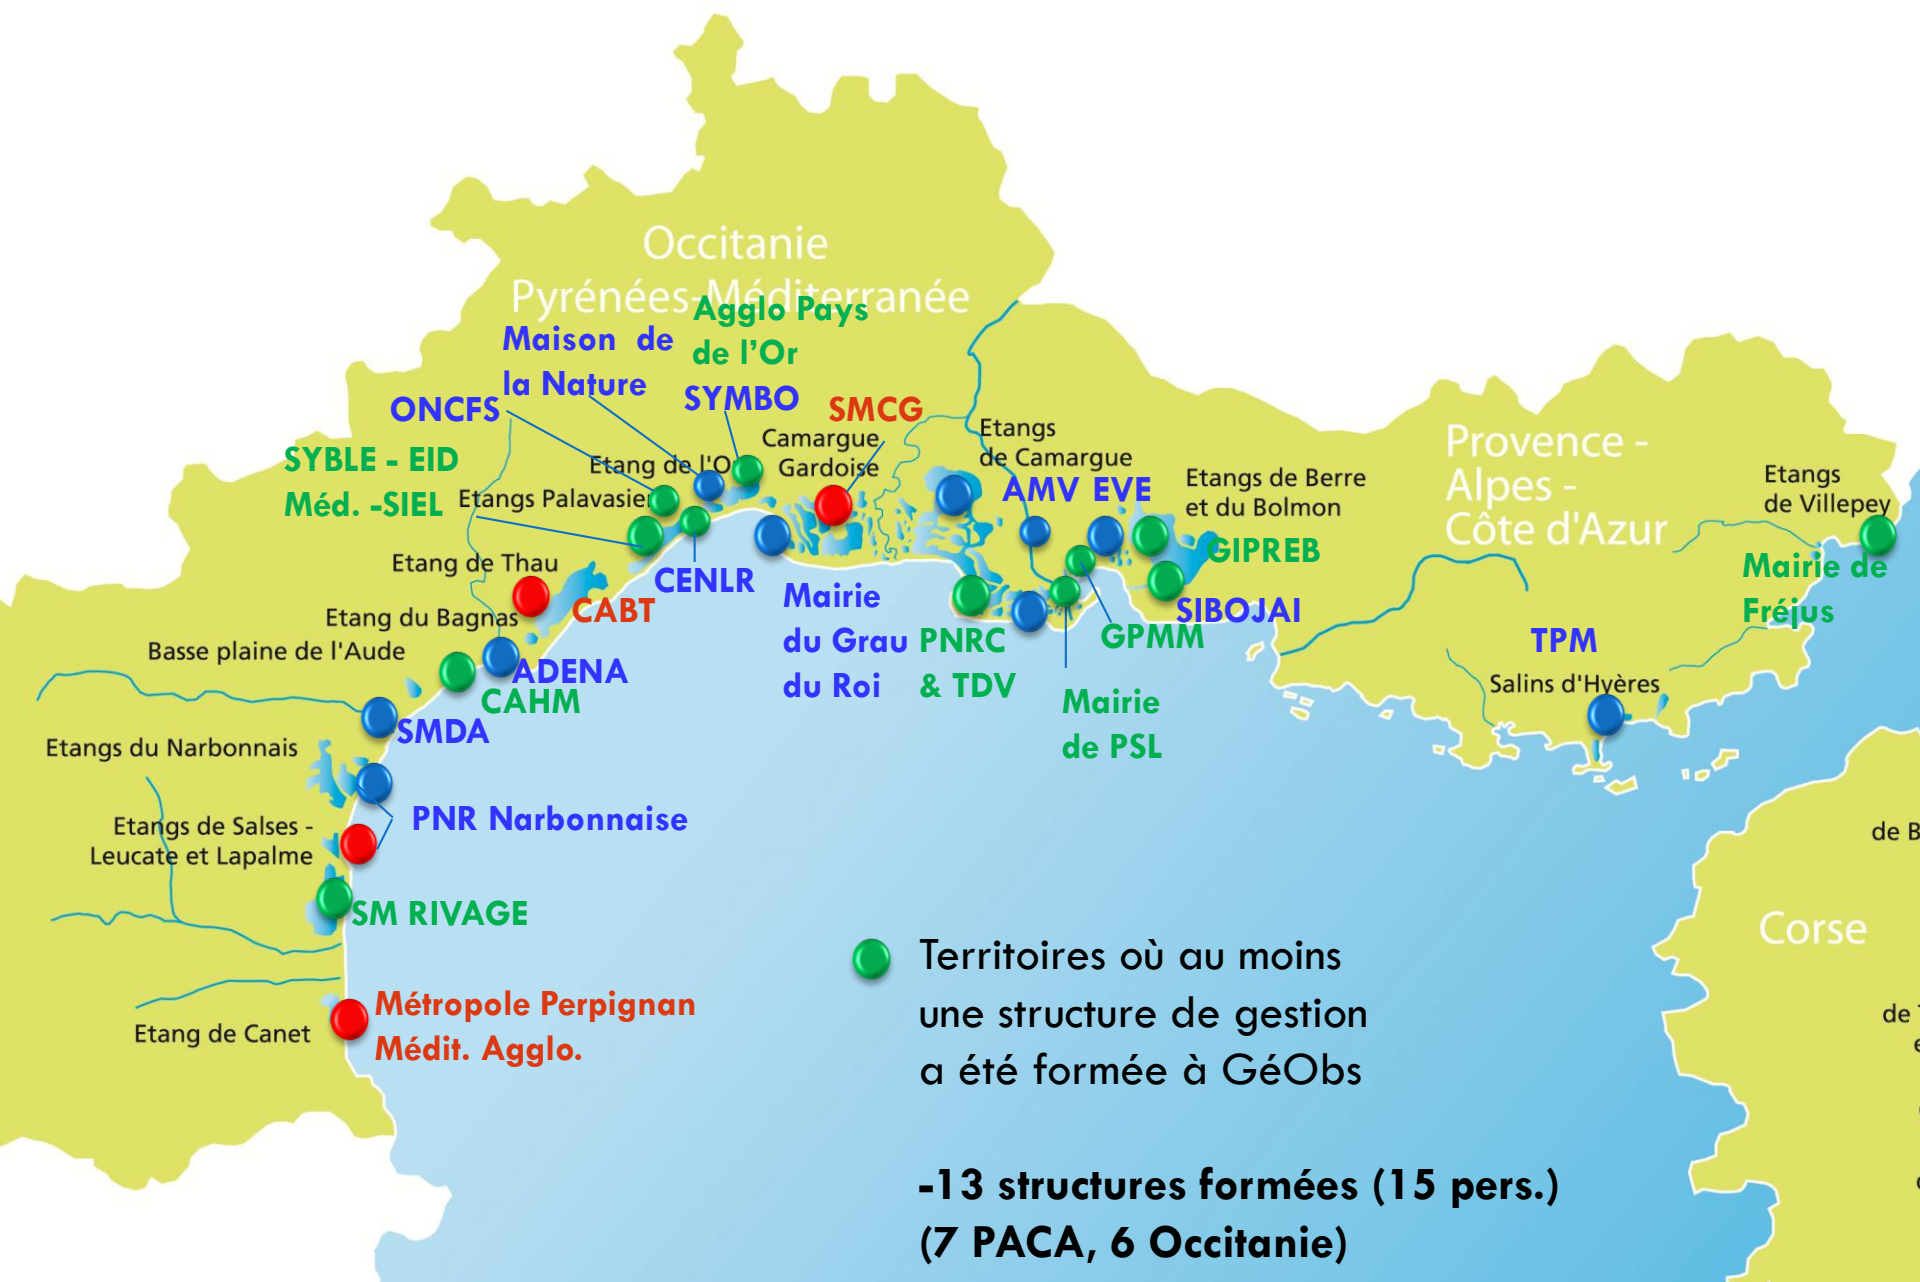 Occitanie
Pyrénées-Méditerranée
Agglo Pays
de l'Or
Maison de
la Nature
SYMBO
ONCFS
SMCG
SYBLE - EID
Méd. -SIEL
Etang de l'Or
Camargue
Gardoise
Etangs
de Camargue
AMV EVE
Etangs de Berre
et du Bolmon
Provence -
Alpes -
Côte d'Azur
Etangs
de Villepey
Etangs Palavasiens
GIPREB
Mairie de
Fréjus
Etang de Thau
CENLR
CABT
Mairie
du Grau
du Roi
PNRC
& TDV
SIBOJAI
GPMM
Mairie
de PSL
TPM
Salins d'Hyères
Etang du Bagnas
Basse plaine de l'Aude
ADENA
CAHM
SMDA
Etangs du Narbonnais
PNR Narbonnaise
Etangs de Salses -
Leucate et Lapalme
SM RIVAGE
de B
Corse
de
Métropole Perpignan
Médit. Agglo.
Etang de Canet
Territoires où au moins
une structure de gestion
a été formée à GéObs
-13 structures formées (15 pers.)
(7 PACA, 6 Occitanie)